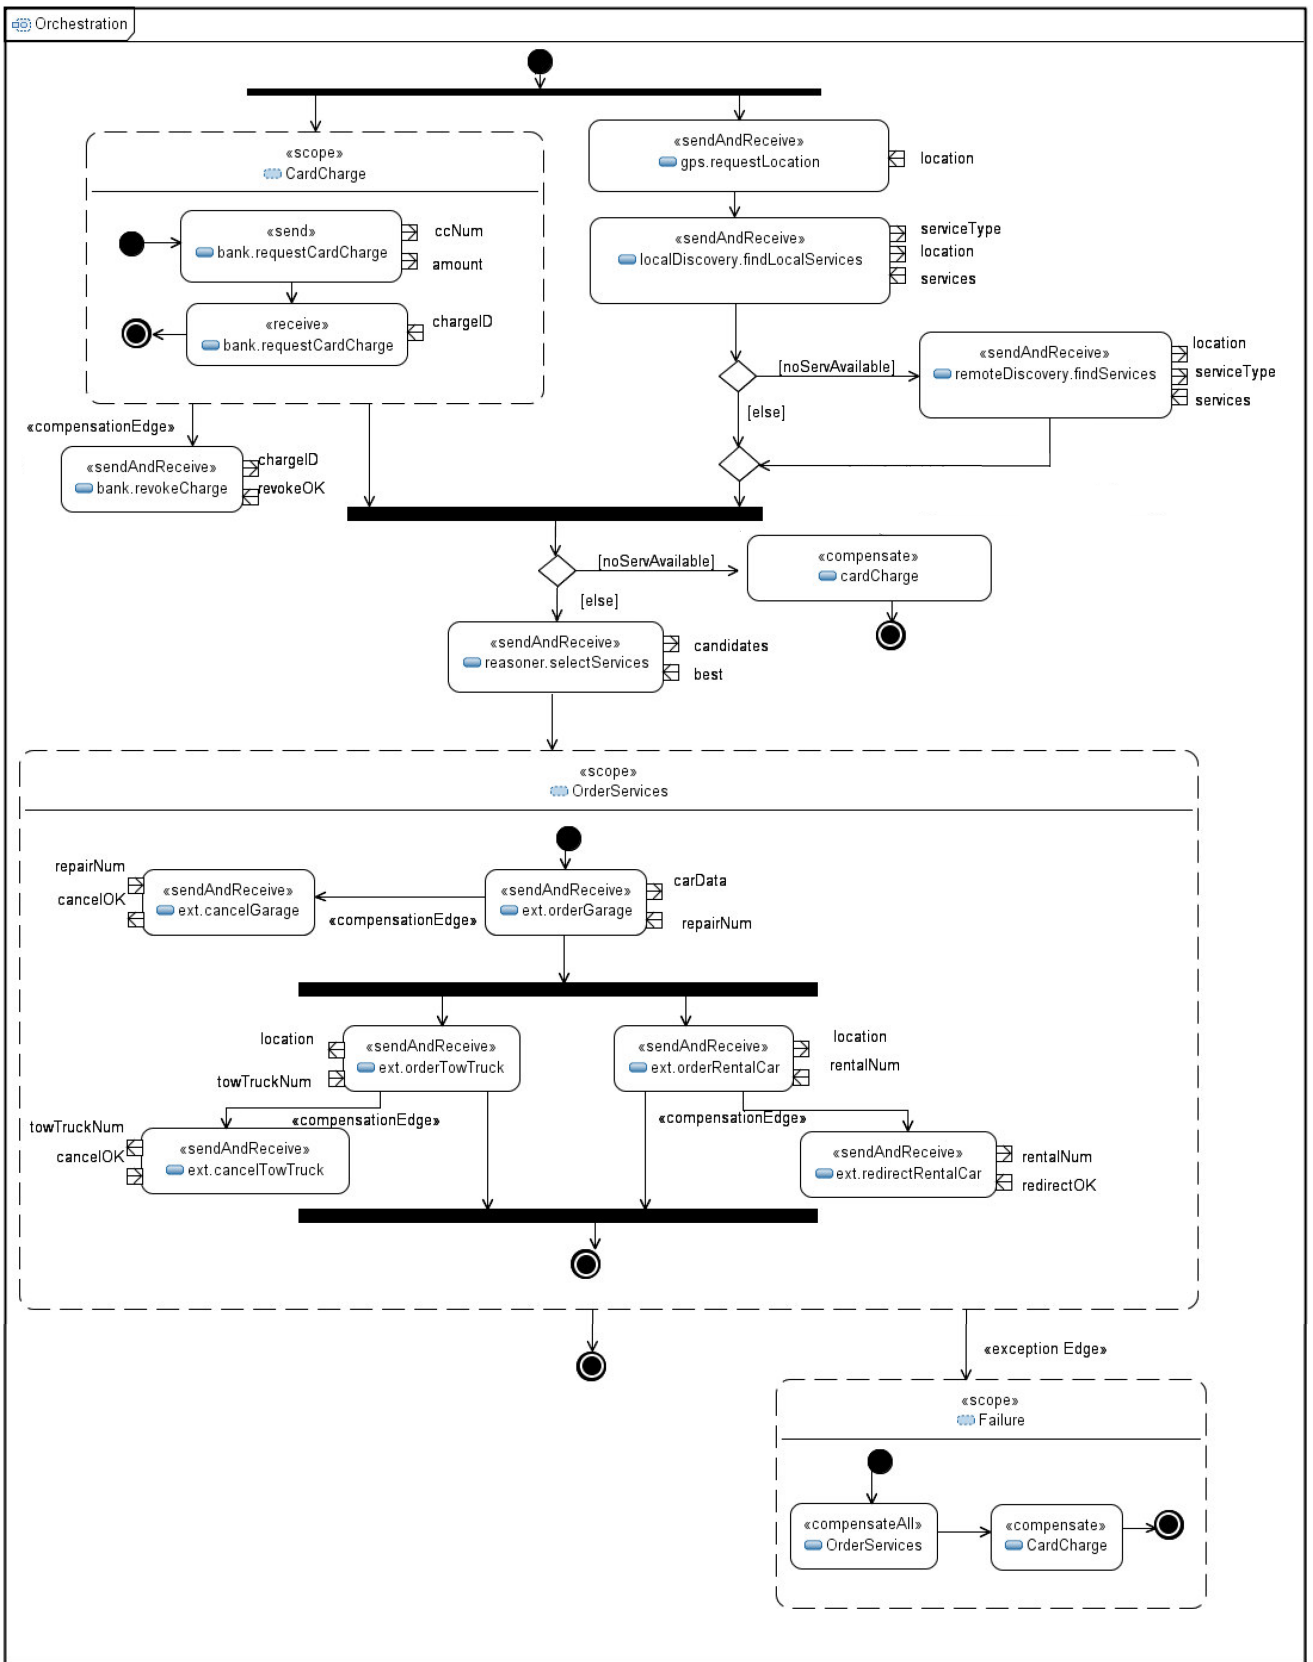 Orchestration
«scope»
CardCharge
«send»
bank.requestCardCharge
ccNum
amount
«receive»
bank.requestCardCharge
chargeID
«compensationEdge»
«sendAndReceive»
bank.revokeCharge
chargeID
revokeOK
«sendAndReceive»
gps.requestLocation
location
«sendAndReceive»
localDiscovery.findLocalServices
serviceType
location
services
[noServAvailable]
[else]
«sendAndReceive»
remoteDiscovery.findServices
location
serviceType
services
[noServAvailable]
[else]
«compensate»
cardCharge
«sendAndReceive»
reasoner.selectServices
candidates
best
«scope»
OrderServices
repairNum
cancelOK
«sendAndReceive»
ext.cancelGarage
«compensationEdge»
«sendAndReceive»
ext.orderGarage
carData
repairNum
location
towTruckNum
«sendAndReceive»
ext.orderTowTruck
«sendAndReceive»
ext.orderRentalCar
location
rentalNum
«compensationEdge»
«compensationEdge»
towTruckNum
cancelOK
«sendAndReceive»
ext.cancelTowTruck
«sendAndReceive»
ext.redirectRentalCar
rentalNum
redirectOK
«exception Edge»
«scope»
Failure
«compensateAll»
OrderServices
«compensate»
CardCharge